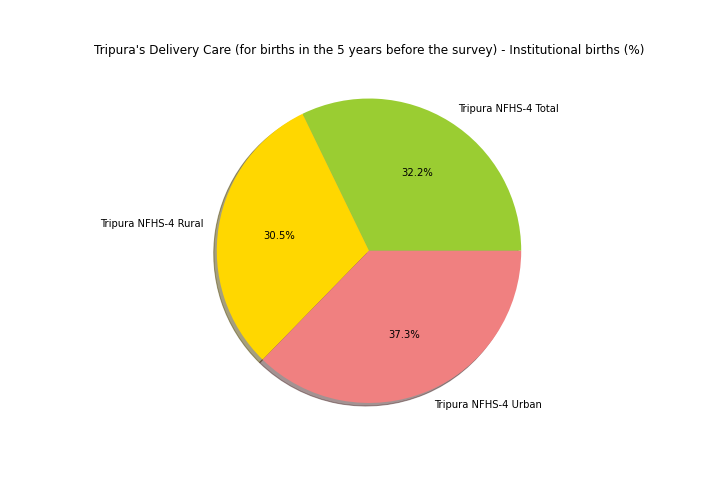 Tripura's Delivery Care (for births in the 5 years before the survey) - Institutional births (%)
Tripura NFHS-4 Total
32.2%
Tripura NFHS-4 Rural
30.5%
37.3%
Tripura NFHS-4 Urban